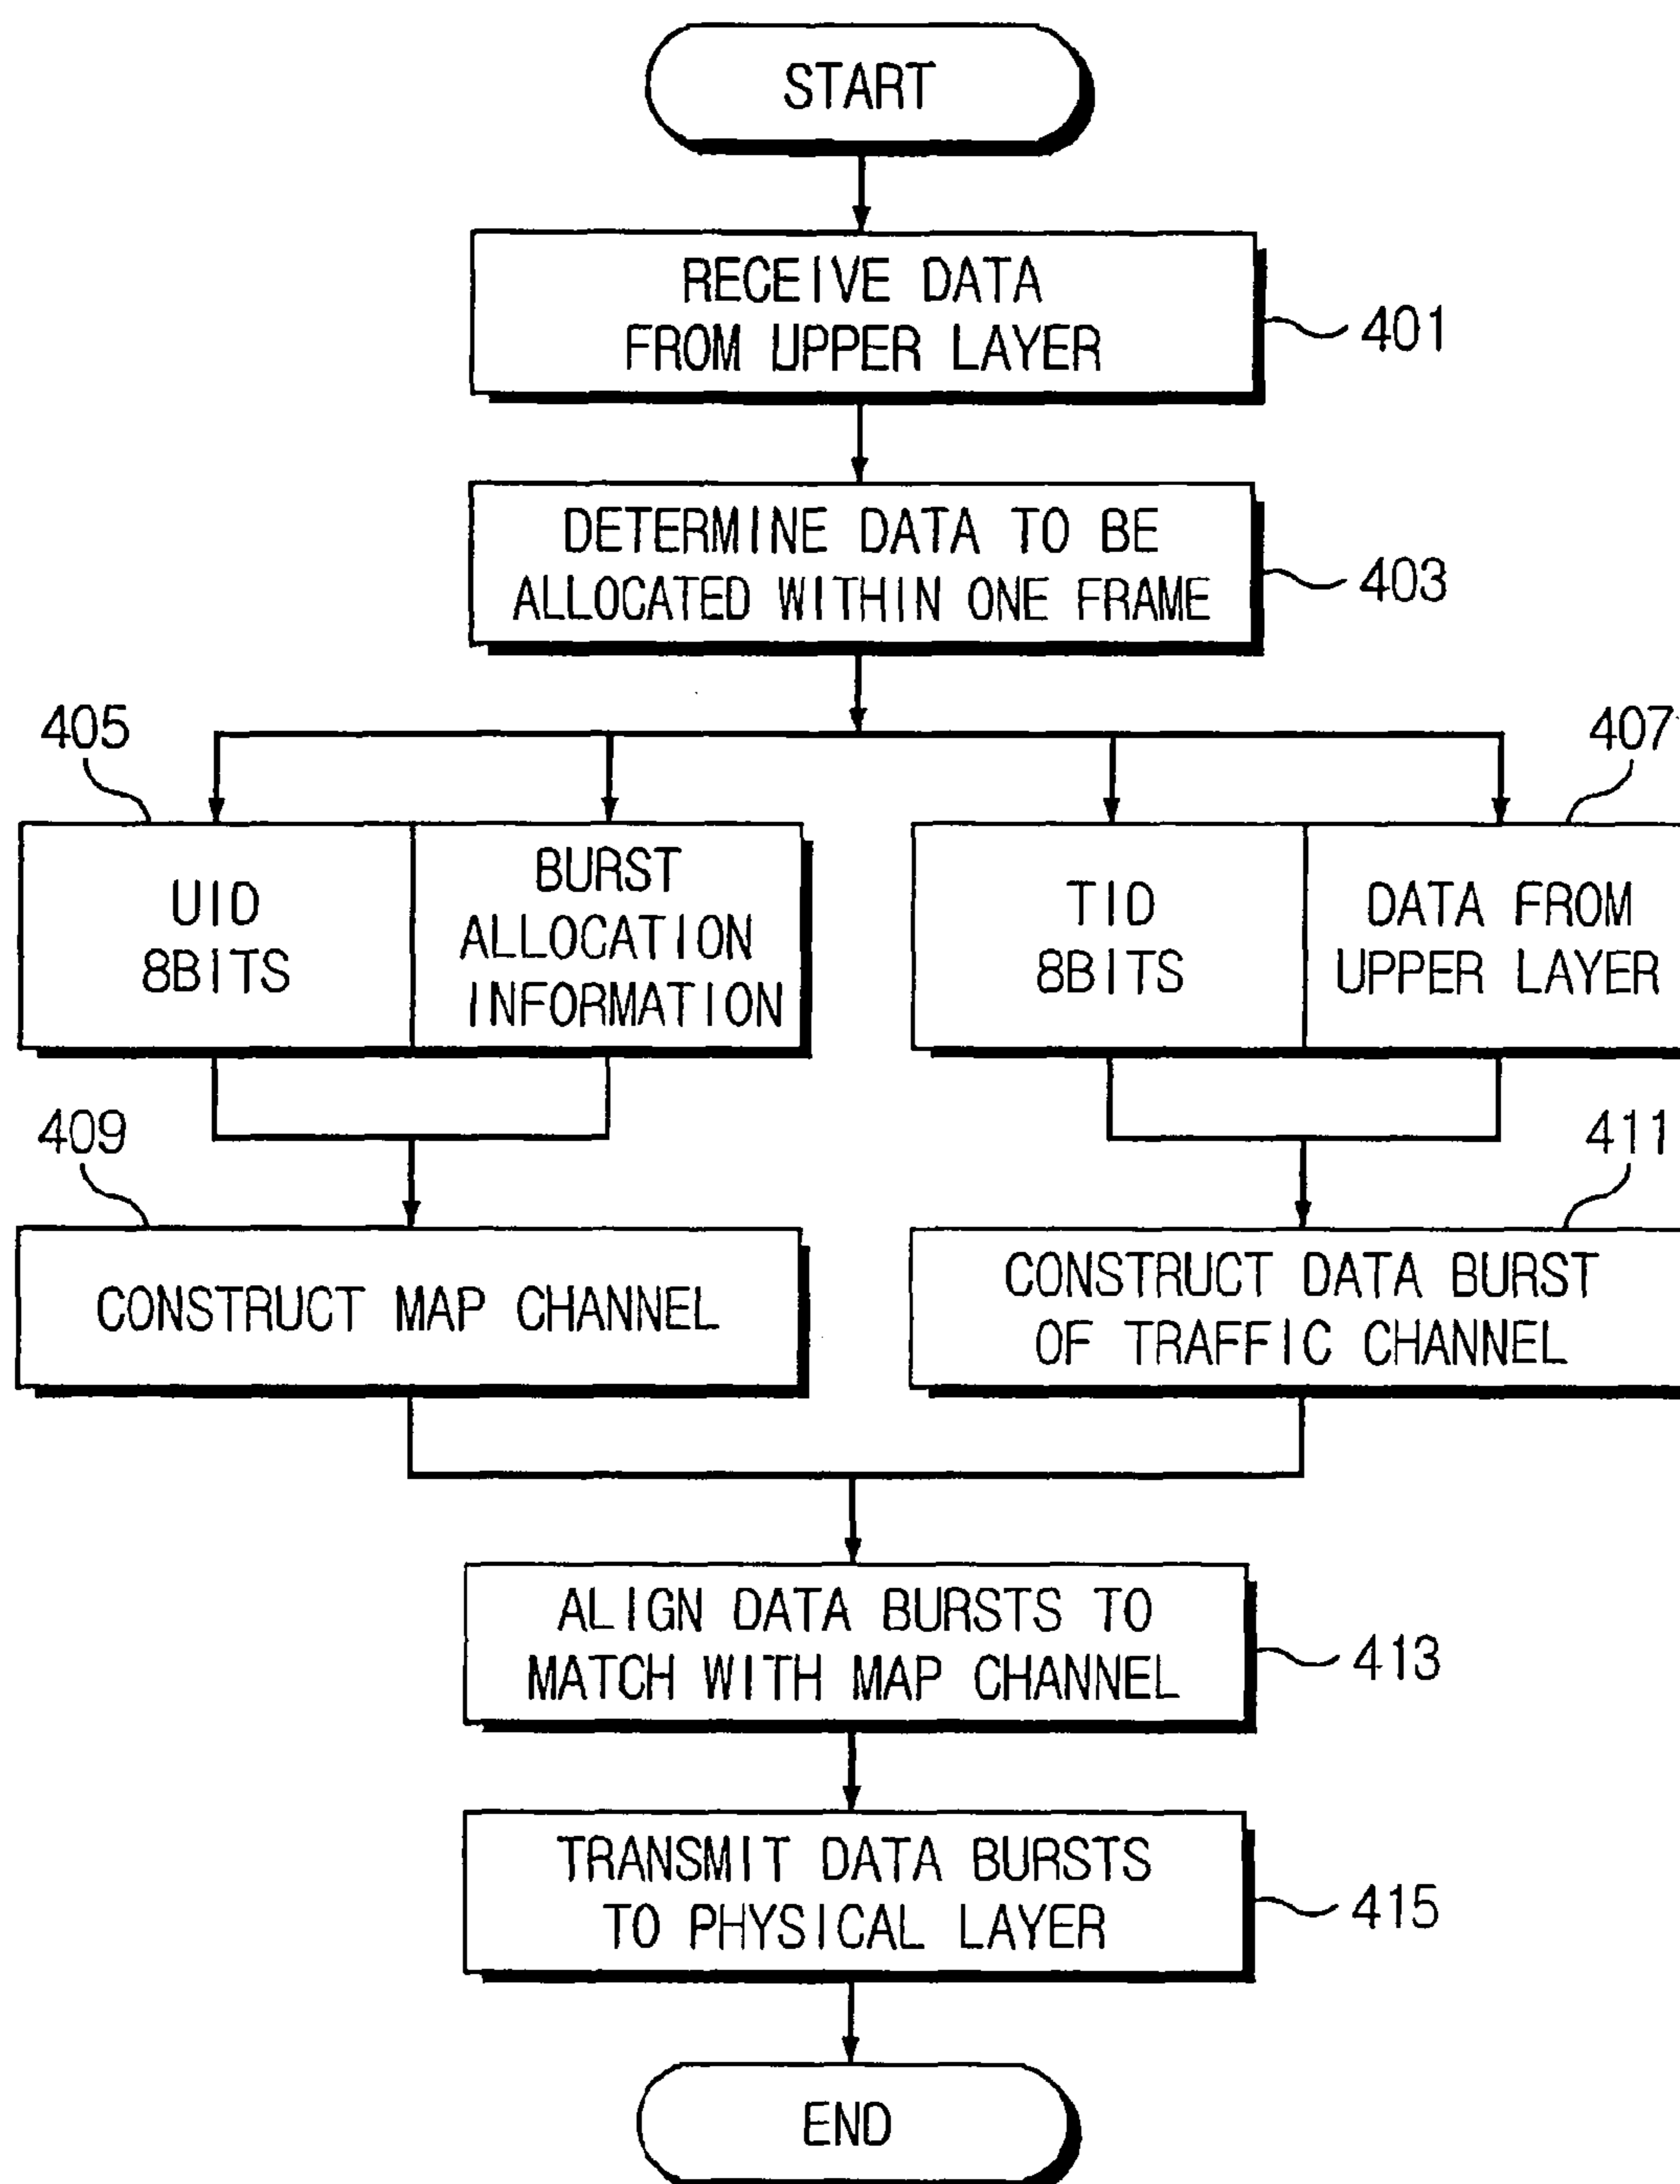 START
RECEIVE DATA
FROM UPPER LAYER
401
DETERMINE DATA TO BE
ALLOCATED WITHIN ONE FRAME
403
405
407
UID
8BITS
BURST
ALLOCATION
INFORMATION
TID
8BITS
DATA FROM
UPPER LAYER
409
411
CONSTRUCT MAP CHANNEL
CONSTRUCT DATA BURST
OF TRAFFIC CHANNEL
ALIGN DATA BURSTS TO
MATCH WITH MAP CHANNEL
413
TRANSMIT DATA BURSTS
TO PHYSICAL LAYER
415
END